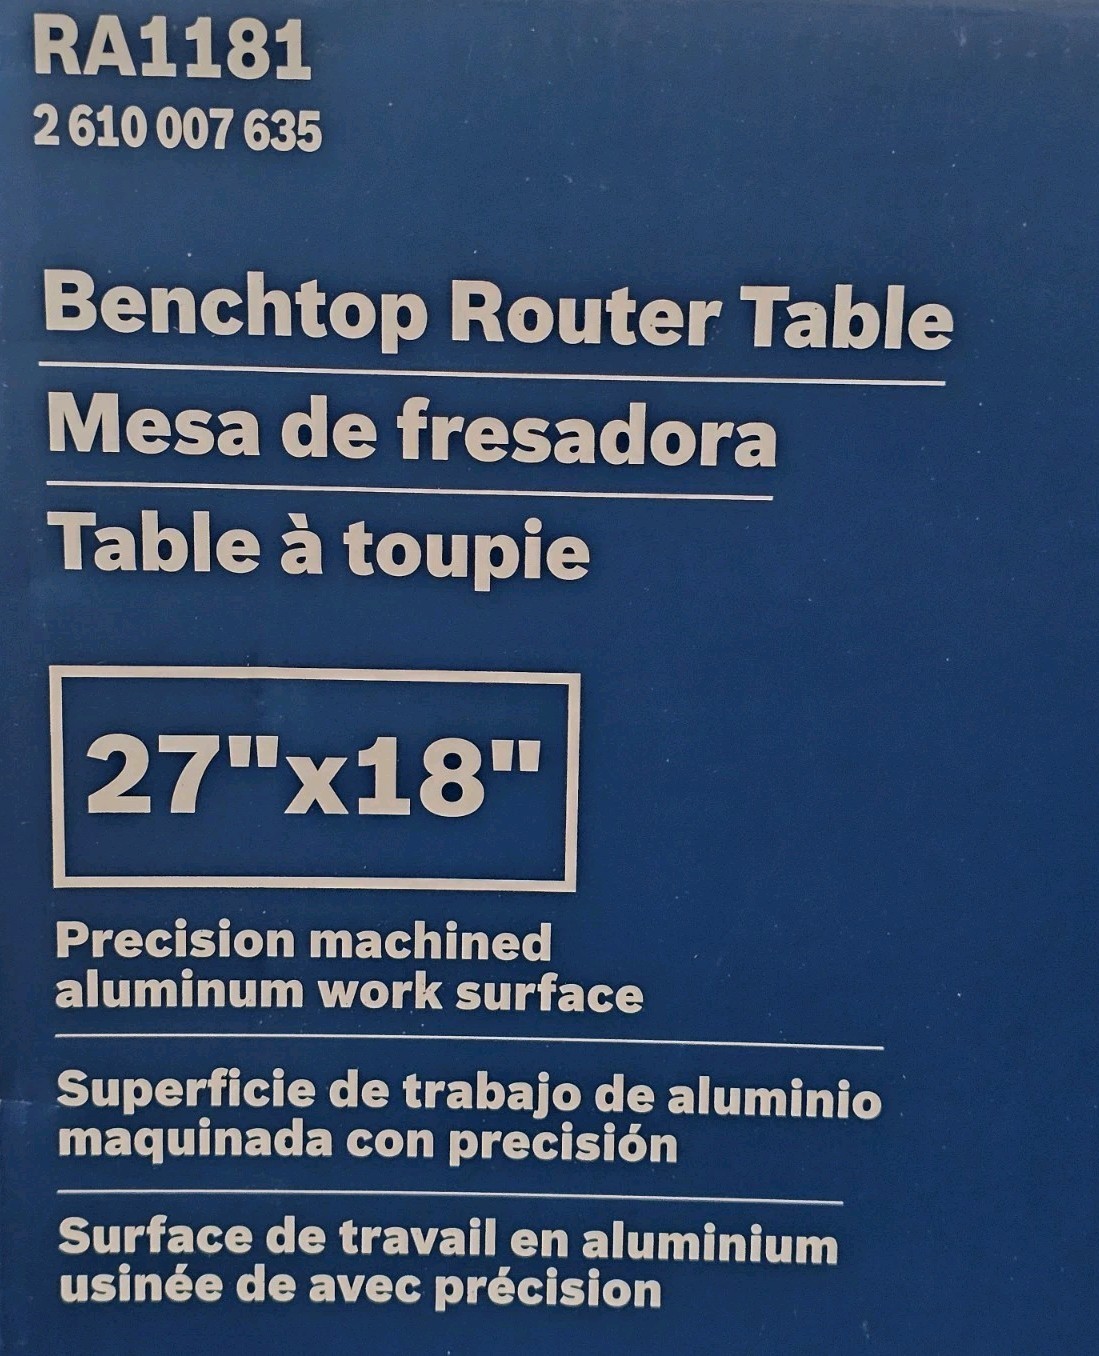 RA1181
2 610 007 635
Benchtop Router Table
Mesa de fresadora
Table à toupie
27"x18"
Precision machined
aluminum work surface
Superficie de trabajo de aluminio
maquinada con precisión
Surface de travail en aluminium
usinée de avec précision